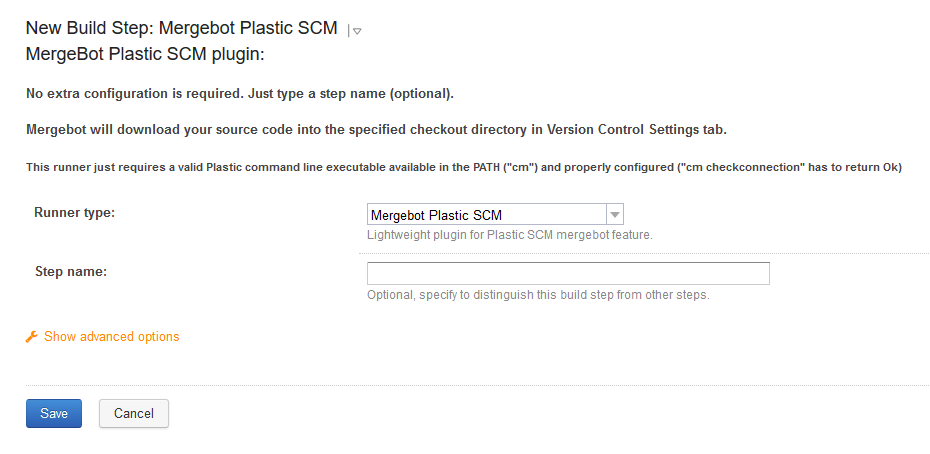 New Build Step: Mergebot Plastic SCM
MergeBot Plastic SCM plugin:
No extra configuration is required. Just type a step name (optional).
Mergebot will download your source code into the specified checkout directory in Version Control Settings tab.
This runner just requires a valid Plastic command line executable available in the PATH ("cm") and properly configured ("cm checkconnection" has to return Ok)
Runner type:
Mergebot Plastic SCM
Lightweight plugin for Plastic SCM mergebot feature.
Step name:
Optional, specify to distinguish this build step from other steps.
Show advanced options
Save Cancel